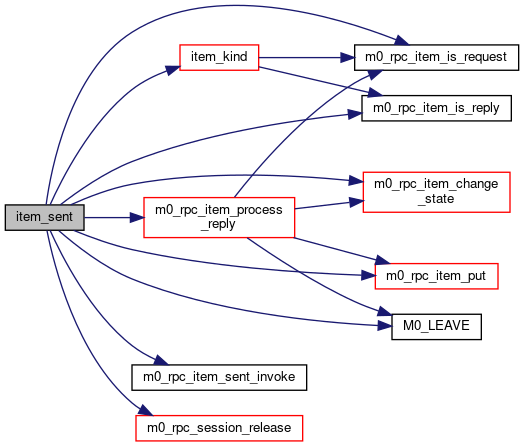 item_kind
m0_rpc_item_is_request
m0_rpc_item_is_reply
item_sent
m0_rpc_item_process
_reply
m0_rpc_item_change
_state
m0_rpc_item_put
M0_LEAVE
m0_rpc_item_sent_invoke
m0_rpc_session_release